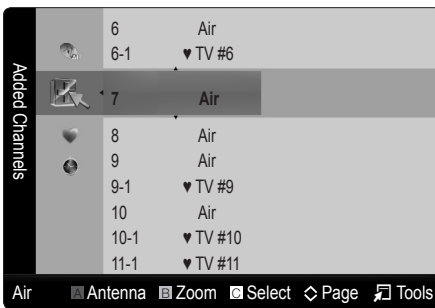 Added Channels
6 Air
6-1 ♥ TV #6
7 Air
8 Air
9 Air
9-1 ♥ TV #9
10 Air
10-1 ♥ TV #10
11-1 ♥ TV #11
Air A Antenna B Zoom C Select Page Tools